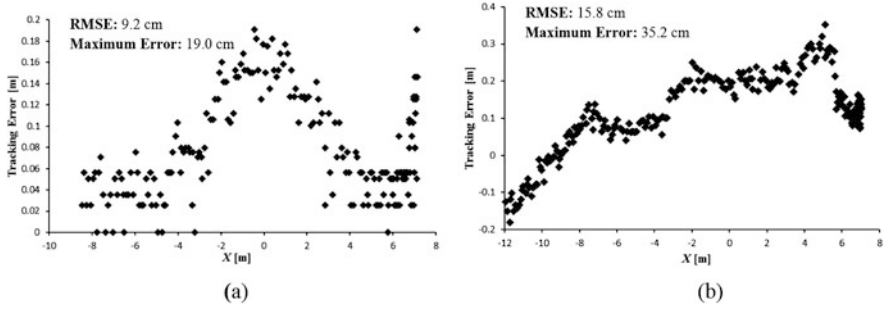 RMSE: 9.2 cm
Maximum Error: 19.0 cm
Tracking Error [m]
0.2
0.18
0.16
0.14
0.12
0.1
0.08
0.06
0.04
0.02
0
-10 -8 -6 -4 -2 0 2 4 6 8
X [m]
(a)
RMSE: 15.8 cm
Maximum Error: 35.2 cm
Tracking Error [m]
0.4
0.3
0.2
0.1
0
-0.1
-0.2
-12 -10 -8 -6 -4 -2 0 2 4 6 8
X [m]
(b)